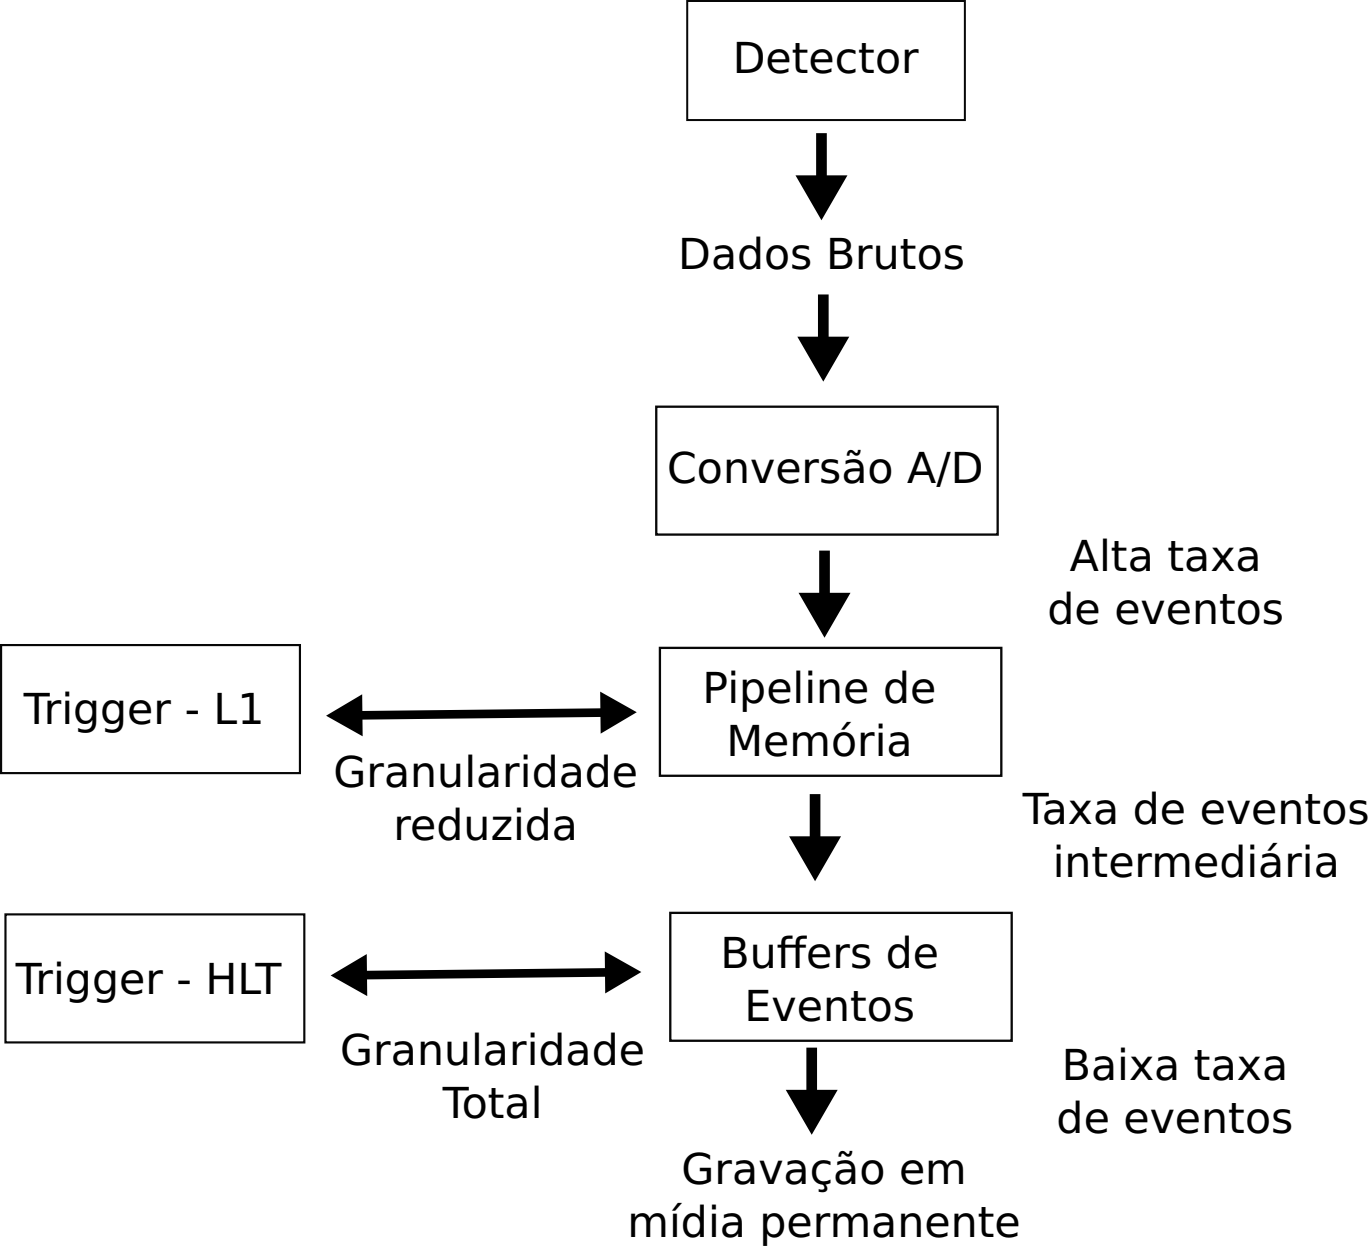 Detector
Dados Brutos
Conversão A/D
Alta taxa
de eventos
Trigger - L1
Granularidade
reduzida
Pipeline de
Memória
Taxa de eventos
intermediária
Trigger - HLT
Granularidade
Total
Buffers de
Eventos
Baixa taxa
de eventos
Gravação em
mídia permanente